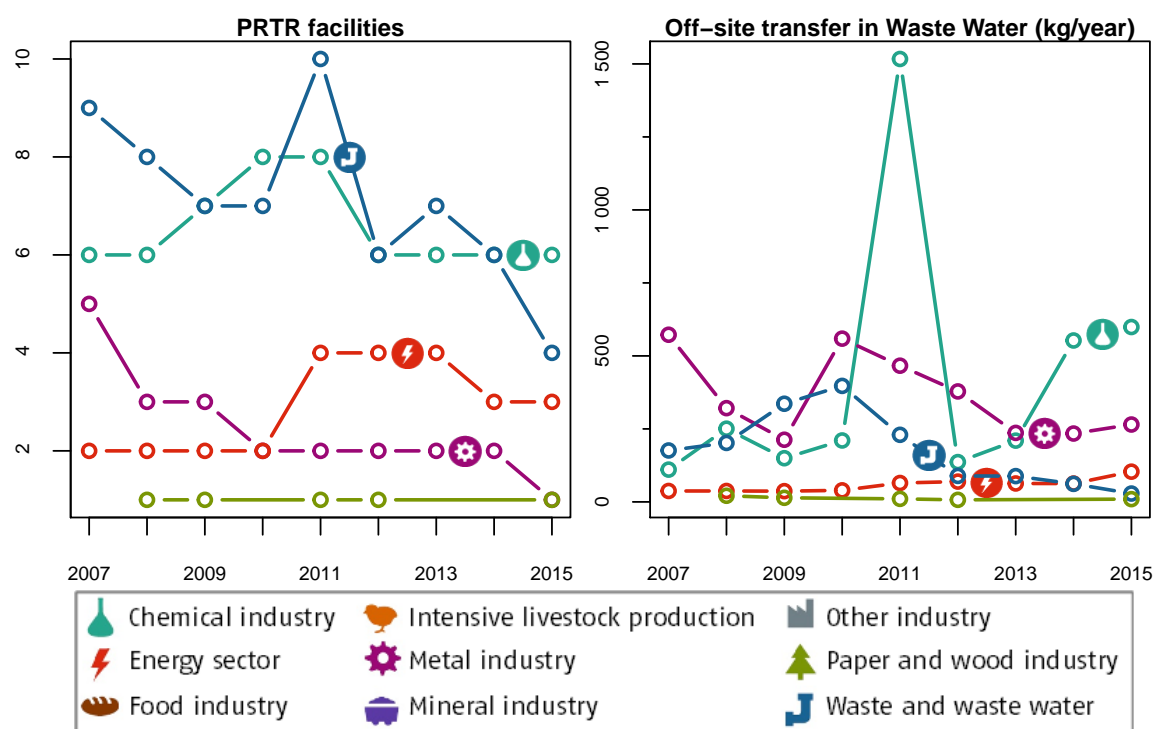 PRTR facilities
Off−site transfer in Waste Water (kg/year)
10
8
6
4
2
1 500
1 000
500
0
2007 2009 2011 2013 2015
2007 2009 2011 2013 2015
Chemical industry Intensive livestock production Other industry
Energy sector Metal industry Paper and wood industry
Food industry Mineral industry Waste and waste water